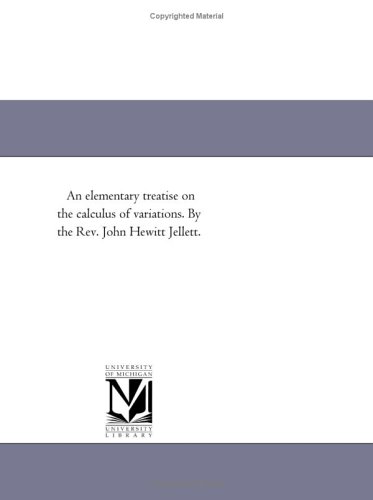 Copyrighted Material
An elementary treatise on
the calculus of variations. By
the Rev. John Hewitt Jellett.
UNIVERSITY
OF MICHIGAN
UNIVERSITY
LIBRARY